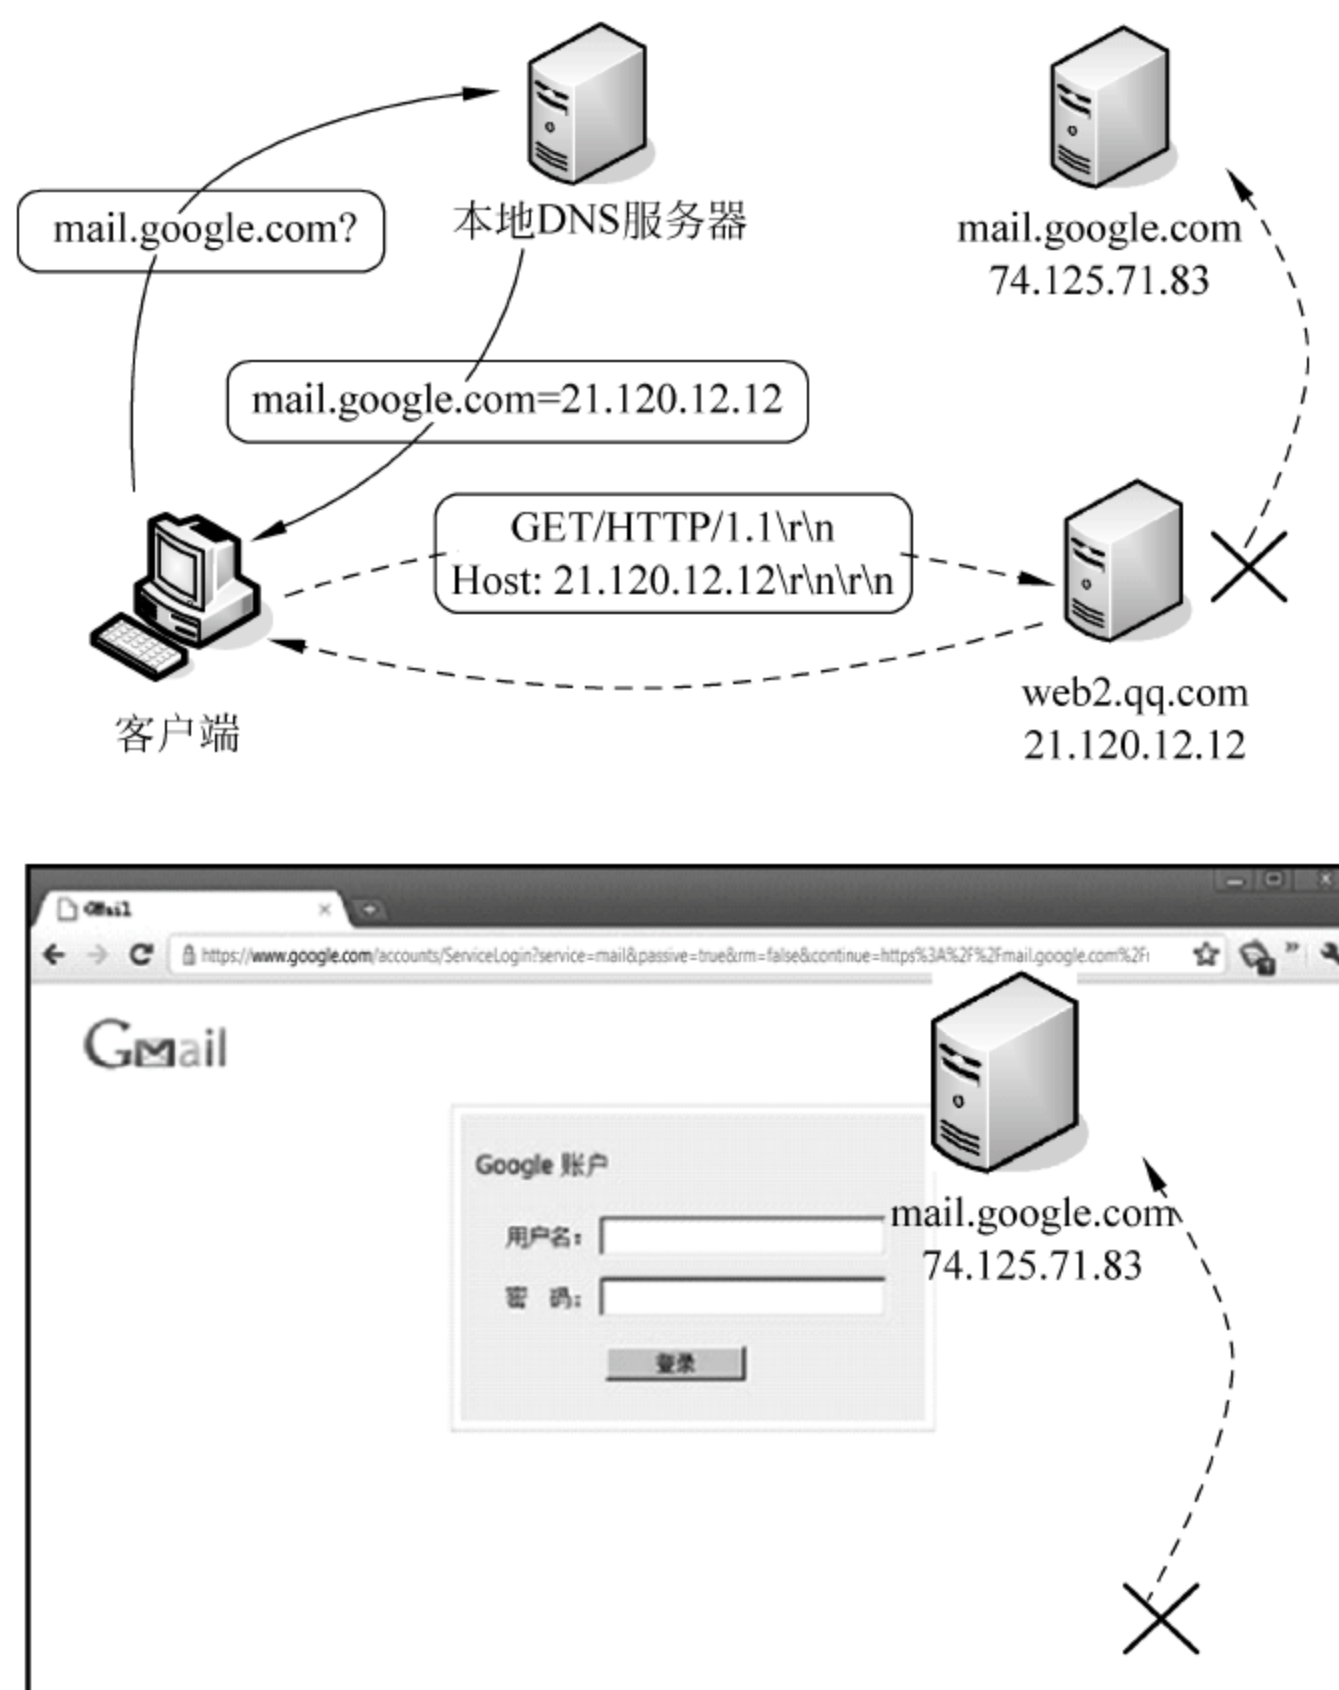 mail.google.com?
本地DNS服务器
mail.google.com
74.125.71.83
mail.google.com=21.120.12.12
GET/HTTP/1.1\r\n
Host: 21.120.12.12\r\n\r\n
客户端
web2.qq.com
21.120.12.12
GMail
https://www.google.com/accounts/ServiceLogin?service=mail&passive=true&rm=false&continue=https%3A%2F%2Fmail.google.com%2F
GMail
Google 账户
用户名:
密 码:
登录
mail.google.com
74.125.71.83